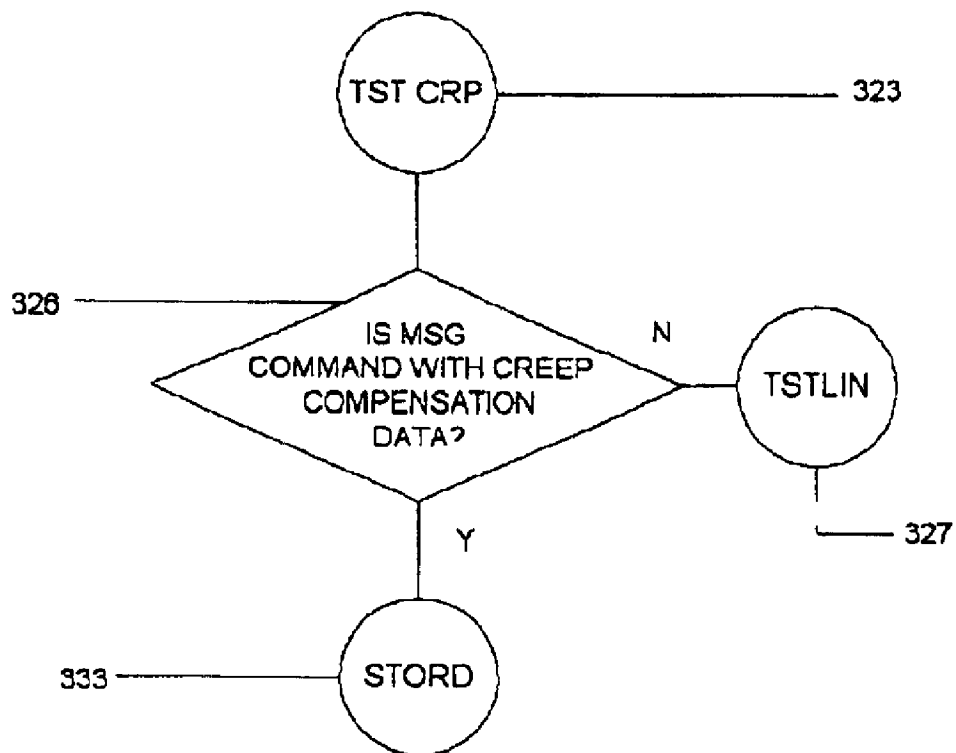 TST CRP
323
326
IS MSG
COMMAND WITH CREEP
COMPENSATION
DATA?
N
TSTLIN
327
Y
STORD
333